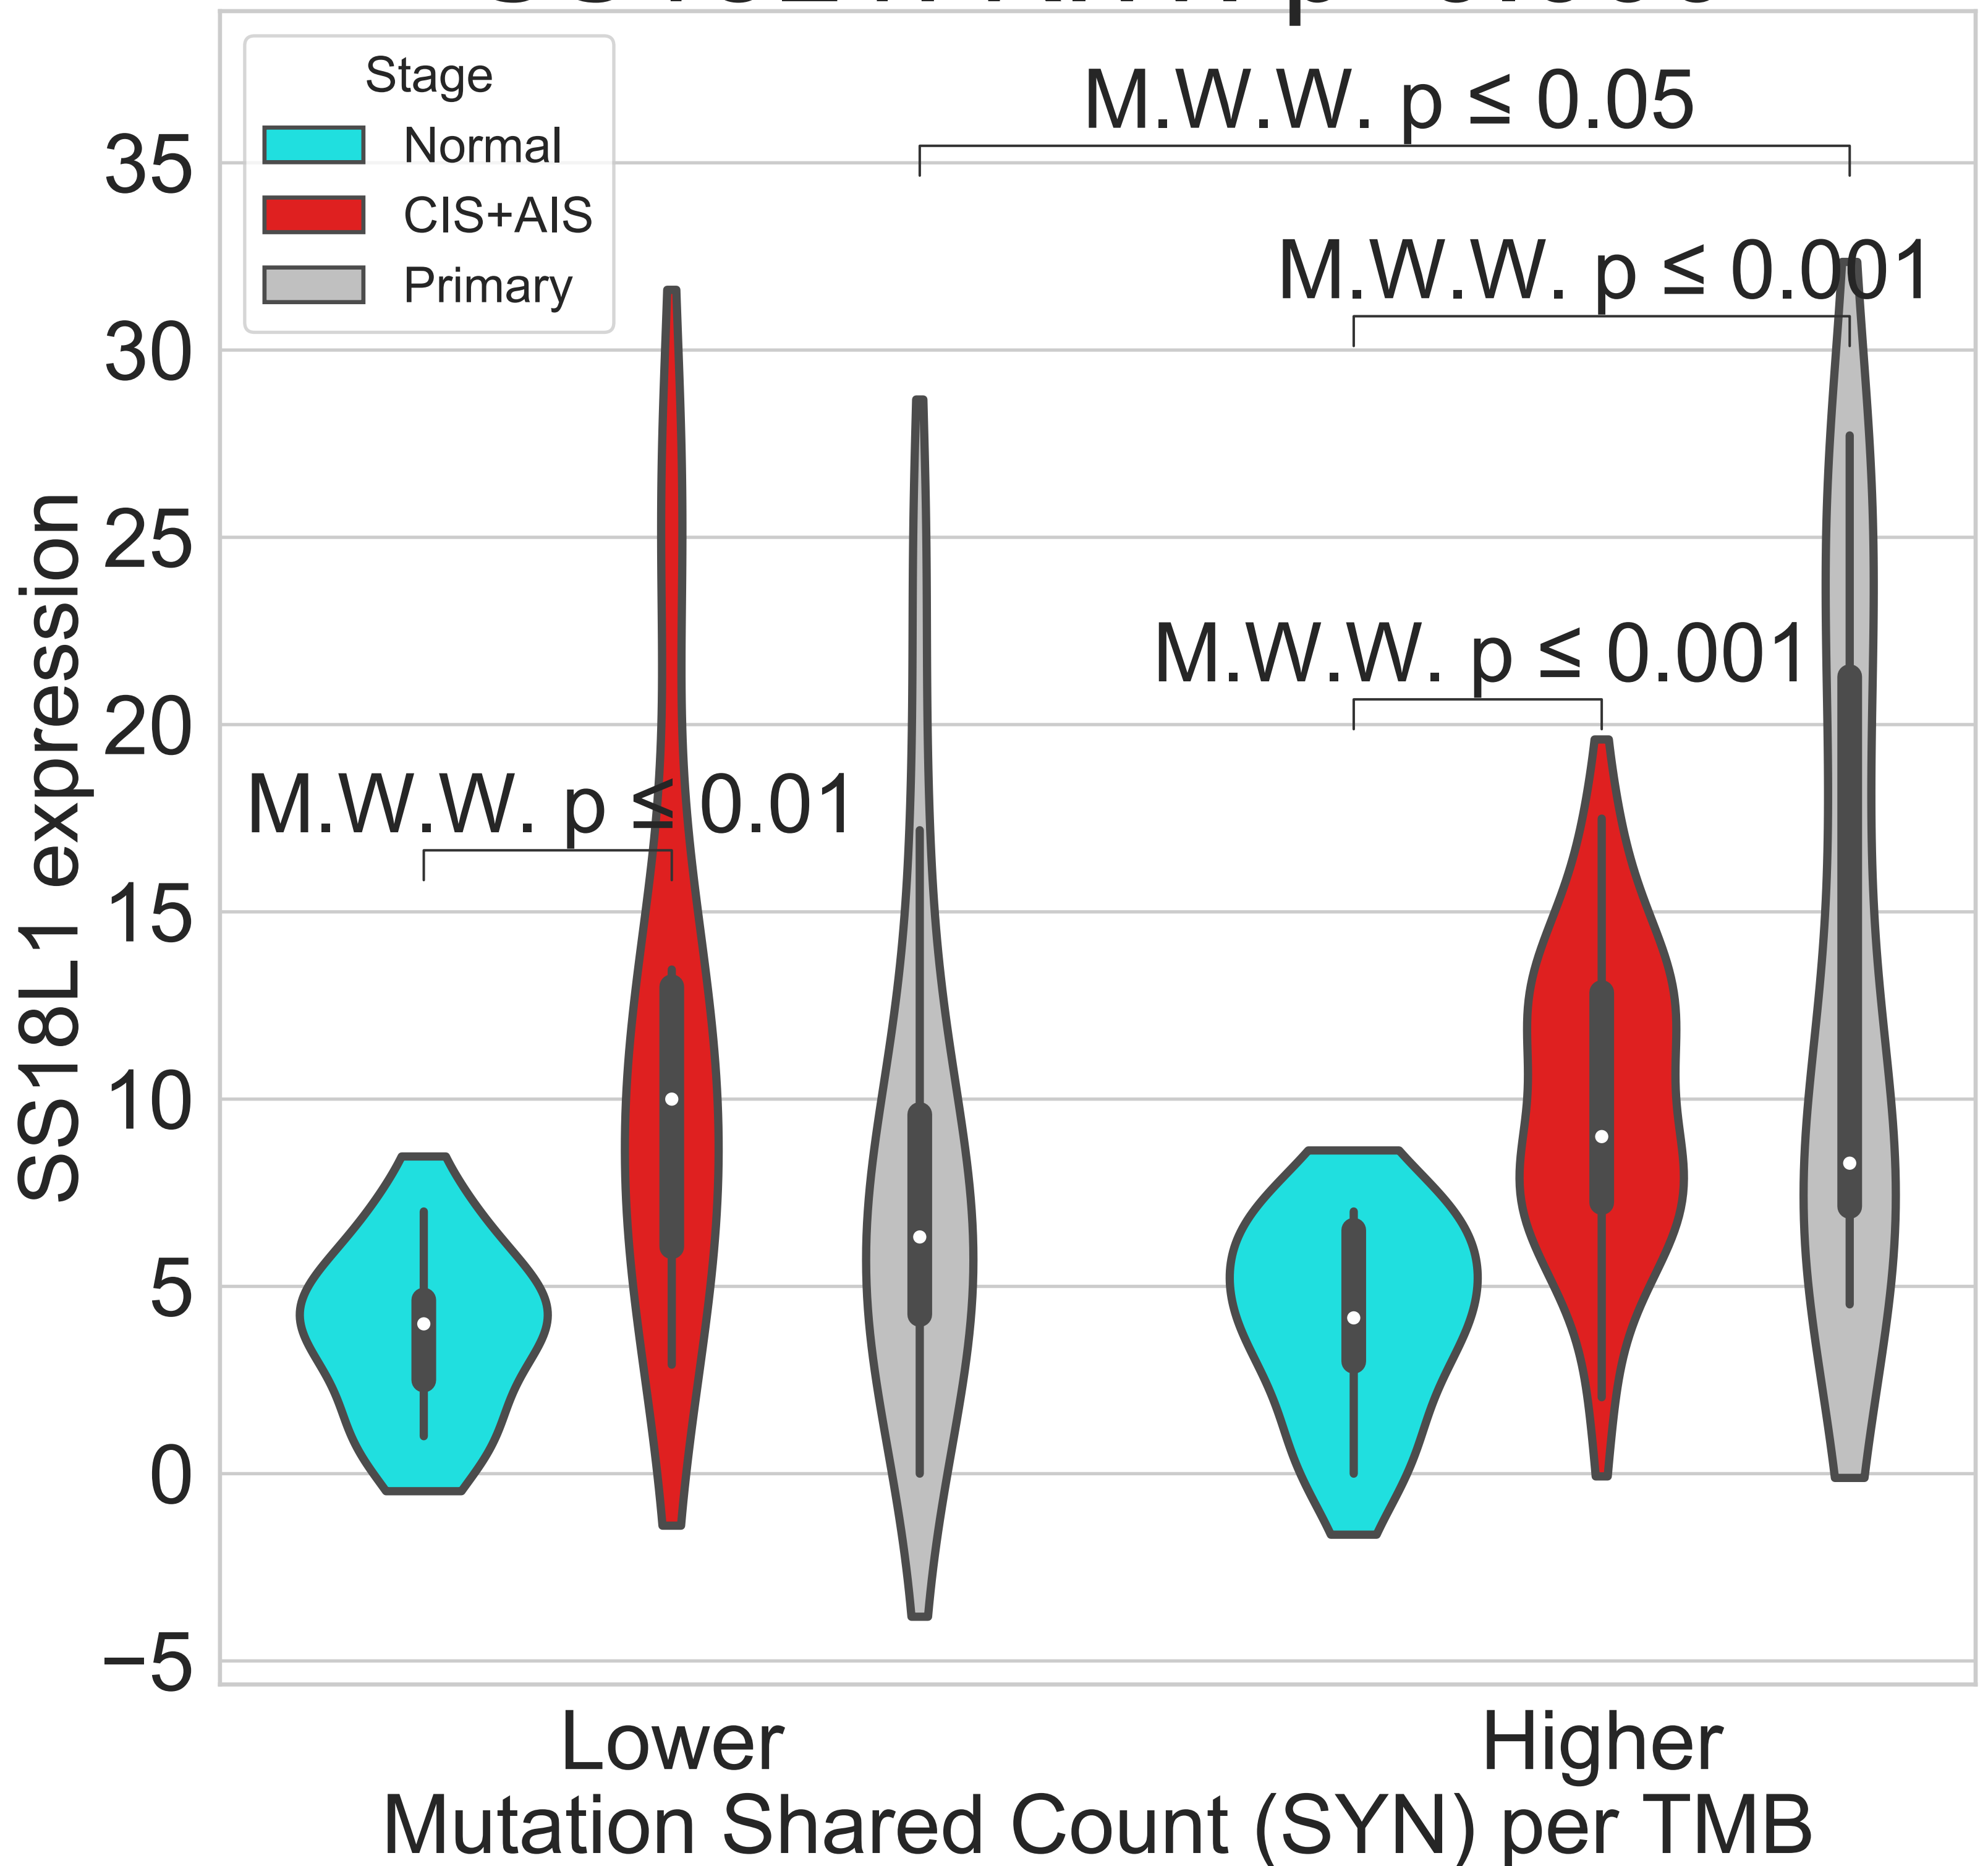 Stage
Normal
CIS+AIS
Primary
M.W.W. p ≤ 0.05
M.W.W. p ≤ 0.001
M.W.W. p ≤ 0.001
M.W.W. p ≤ 0.01
35
30
25
20
15
10
5
0
−5
SS18L1 expression
Lower
Higher
Mutation Shared Count (SYN) per TMB